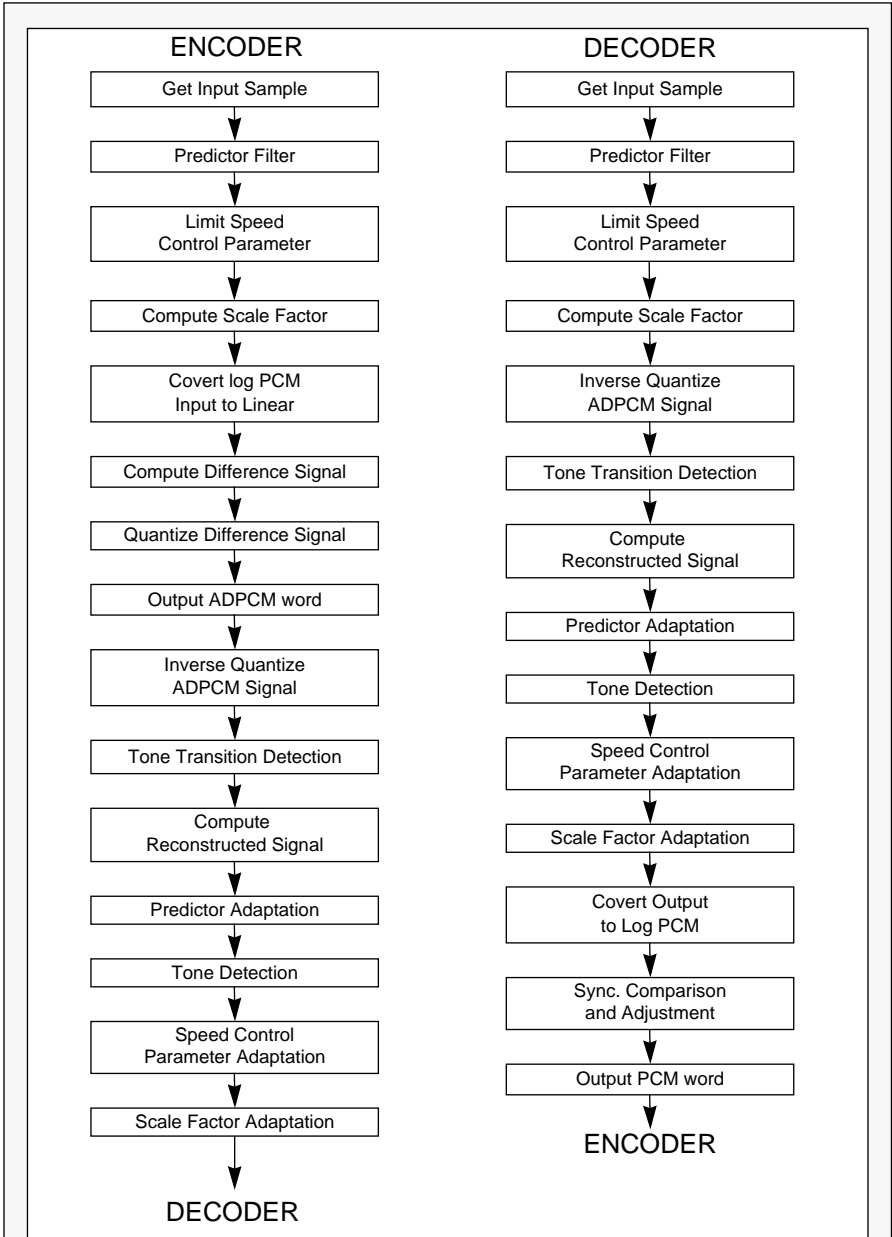 ENCODER
Get Input Sample
Predictor Filter
Limit Speed
Control Parameter
Compute Scale Factor
Covert log PCM
Input to Linear
Compute Difference Signal
Quantize Difference Signal
Output ADPCM word
Inverse Quantize
ADPCM Signal
Tone Transition Detection
Compute
Reconstructed Signal
Predictor Adaptation
Tone Detection
Speed Control
Parameter Adaptation
Scale Factor Adaptation
DECODER
DECODER
Get Input Sample
Predictor Filter
Limit Speed
Control Parameter
Compute Scale Factor
Inverse Quantize
ADPCM Signal
Tone Transition Detection
Compute
Reconstructed Signal
Predictor Adaptation
Tone Detection
Speed Control
Parameter Adaptation
Scale Factor Adaptation
Covert Output
to Log PCM
Sync. Comparison
and Adjustment
Output PCM word
ENCODER